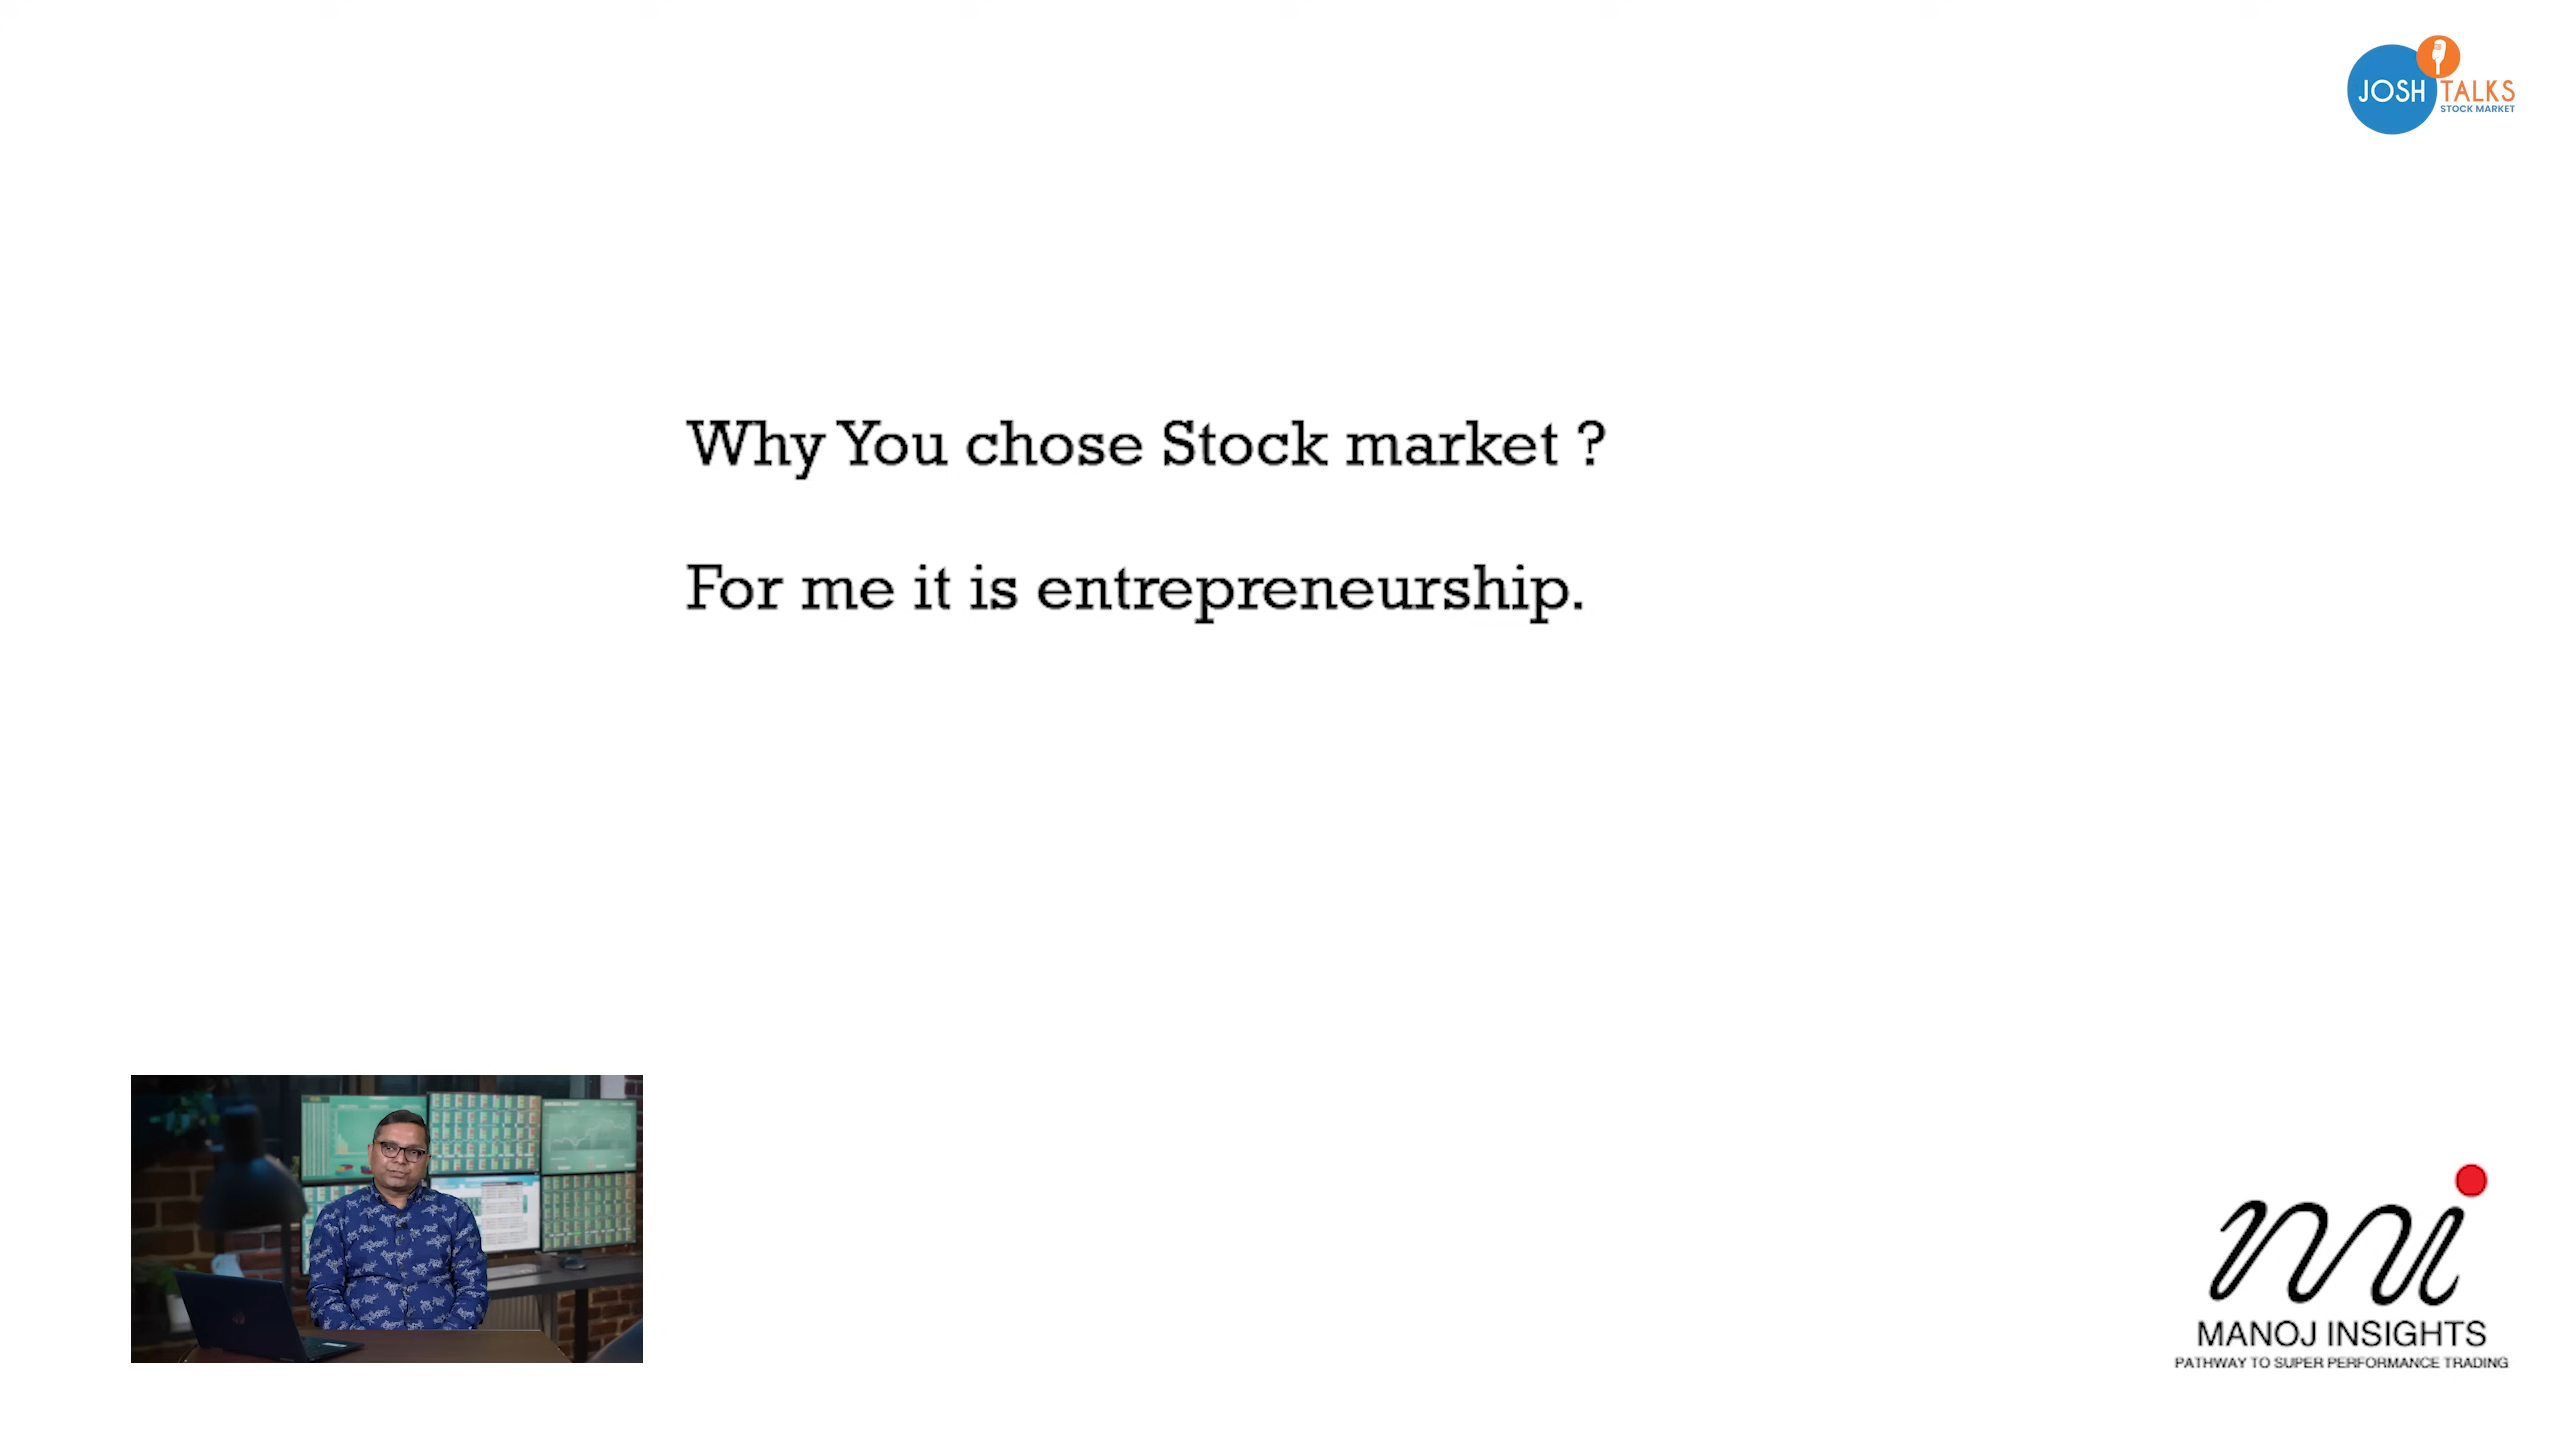 JOSH TALKS
STOCK MARKET
Why You chose Stock market ?
For me it is entrepreneurship.
MANOJ INSIGHTS
PATHWAY TO SUPER PERFORMANCE TRADING